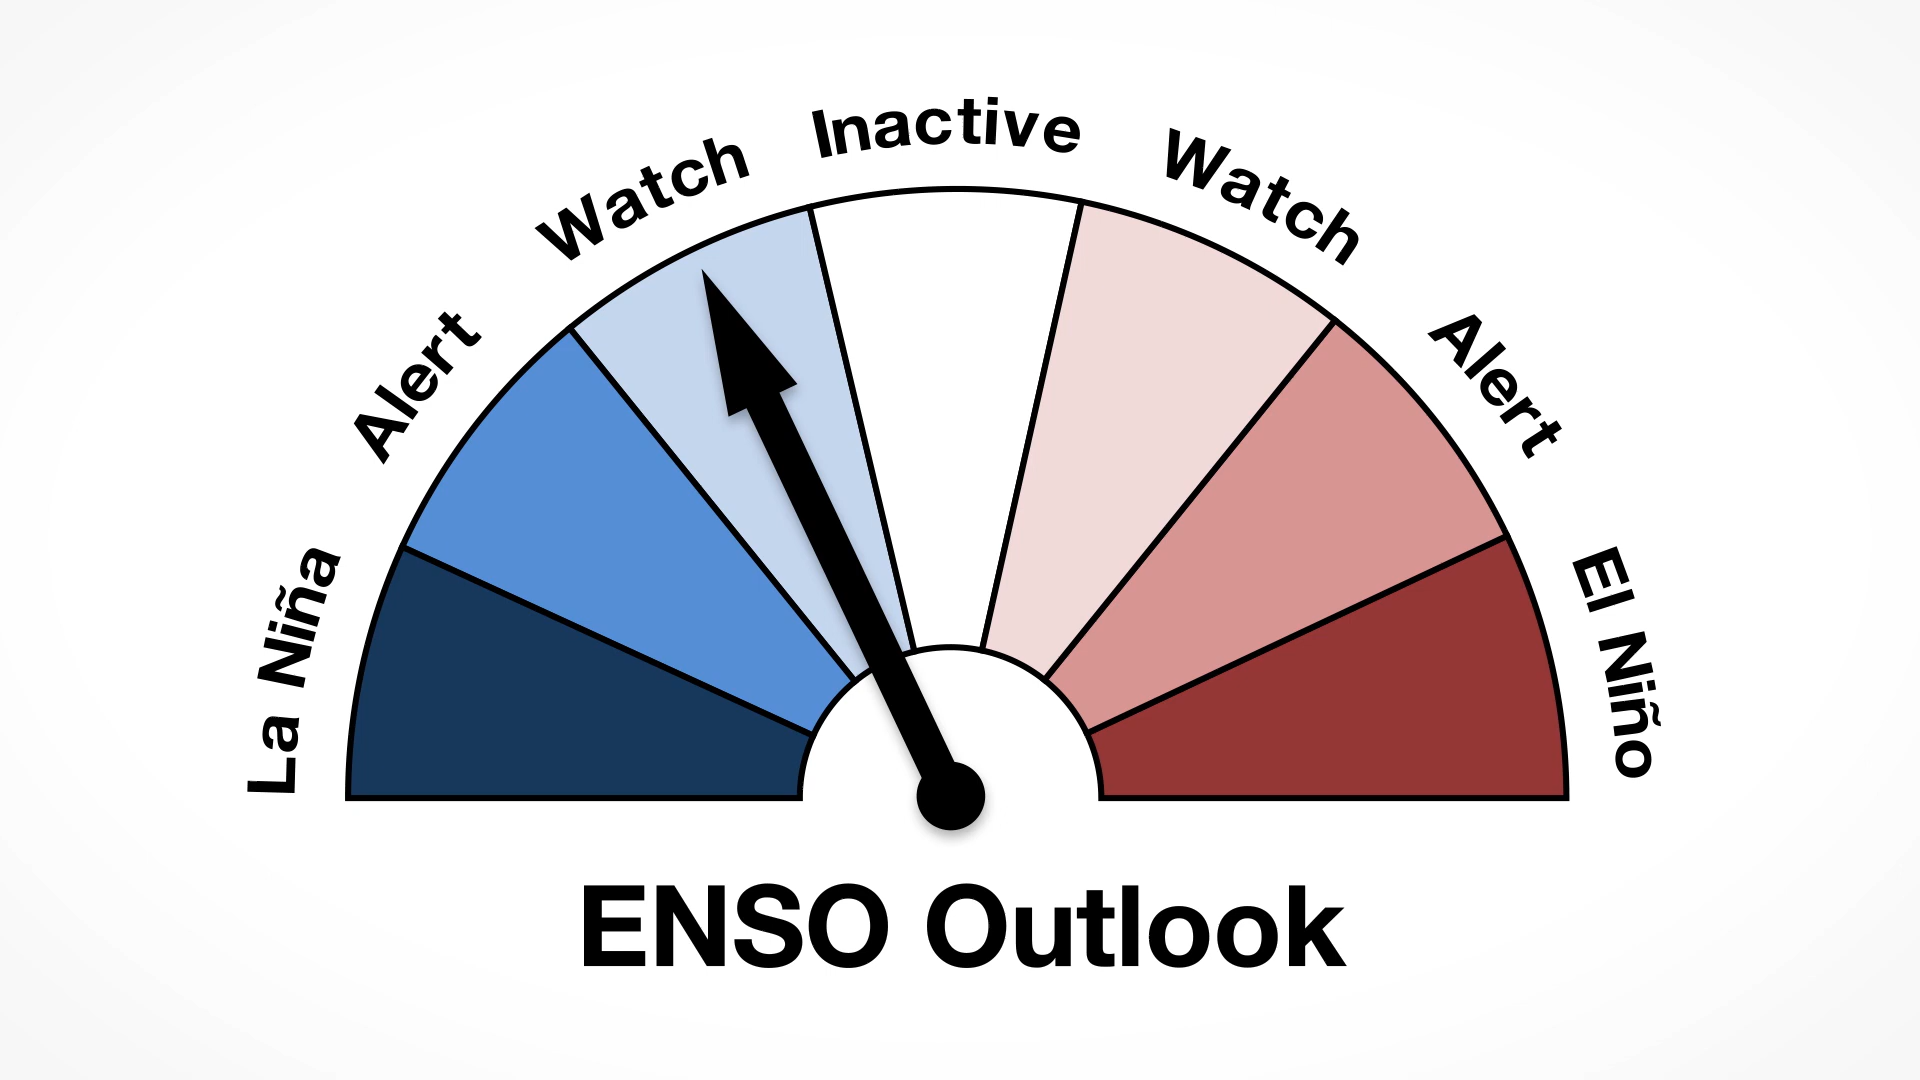 La Niña
Alert
Watch
Inactive
Watch
Alert
El Niño
ENSO Outlook